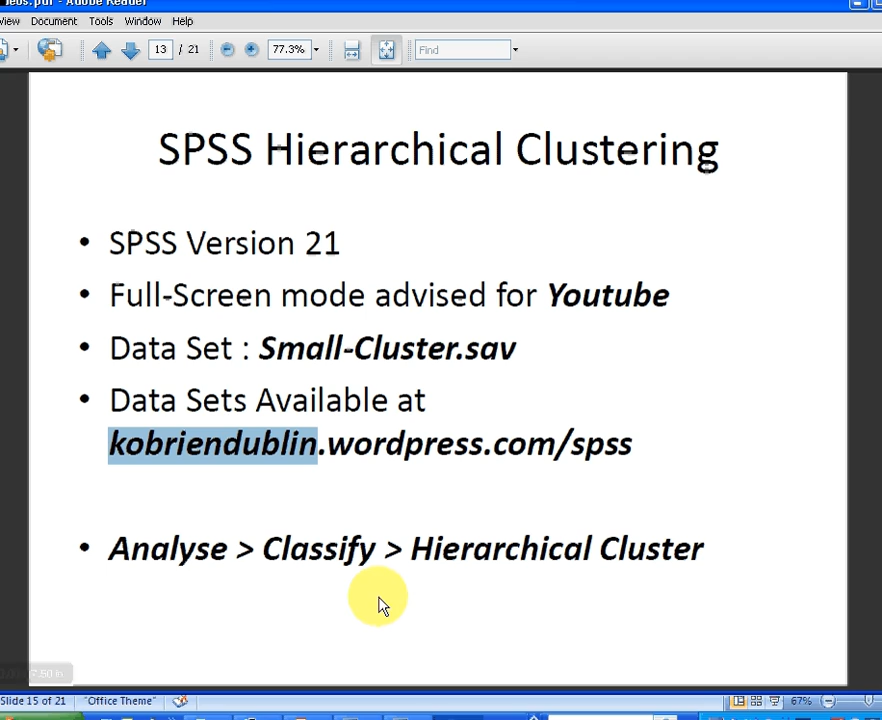 Adobe Reader
View Document Tools Window Help
13 / 21 77.3% Find
SPSS Hierarchical Clustering
• SPSS Version 21
• Full-Screen mode advised for Youtube
• Data Set : Small-Cluster.sav
• Data Sets Available at
kobriendublin.wordpress.com/spss
• Analyse > Classify > Hierarchical Cluster
Slide 15 of 21 "Office Theme" 67%